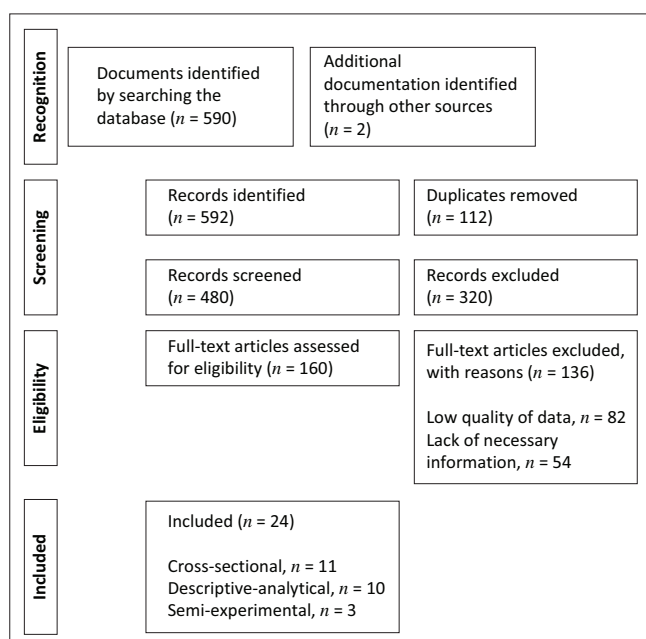 Recognition
Documents identified
by searching the
database (n = 590)
Additional
documentation identified
through other sources
(n = 2)
Screening
Records identified
(n = 592)
Duplicates removed
(n = 112)
Records screened
(n = 480)
Records excluded
(n = 320)
Eligibility
Full-text articles assessed
for eligibility (n = 160)
Full-text articles excluded,
with reasons (n = 136)
Low quality of data, n = 82
Lack of necessary
information, n = 54
Included
Included (n = 24)
Cross-sectional, n = 11
Descriptive-analytical, n = 10
Semi-experimental, n = 3